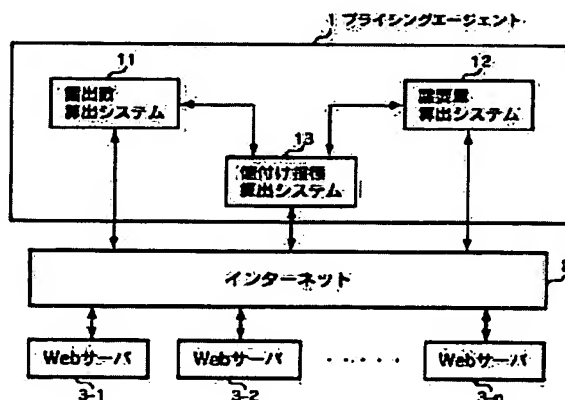 1 プライシングエージェント
11
露出数
算出システム
12
需要量
算出システム
13
値付け指標
算出システム
インターネット
Webサーバ
Webサーバ
Webサーバ
3-1
3-2
3-n